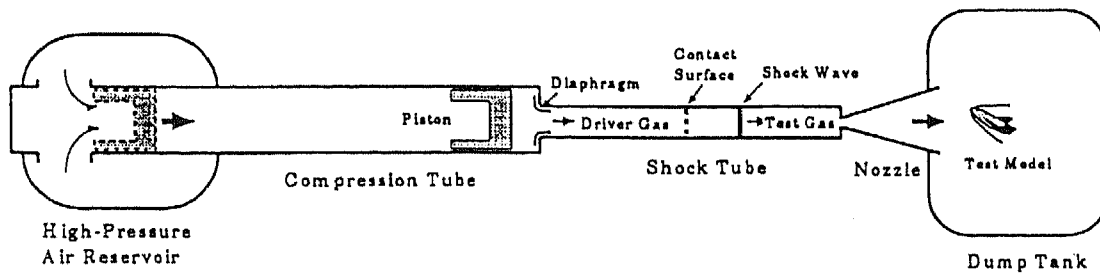 Contact
Surface
Shock Wave
Diaphragm
Piston
Driver Gas
Test Gas
Test Model
Compression Tube
Shock Tube
Nozzle
High-Pressure
Air Reservoir
Dump Tank